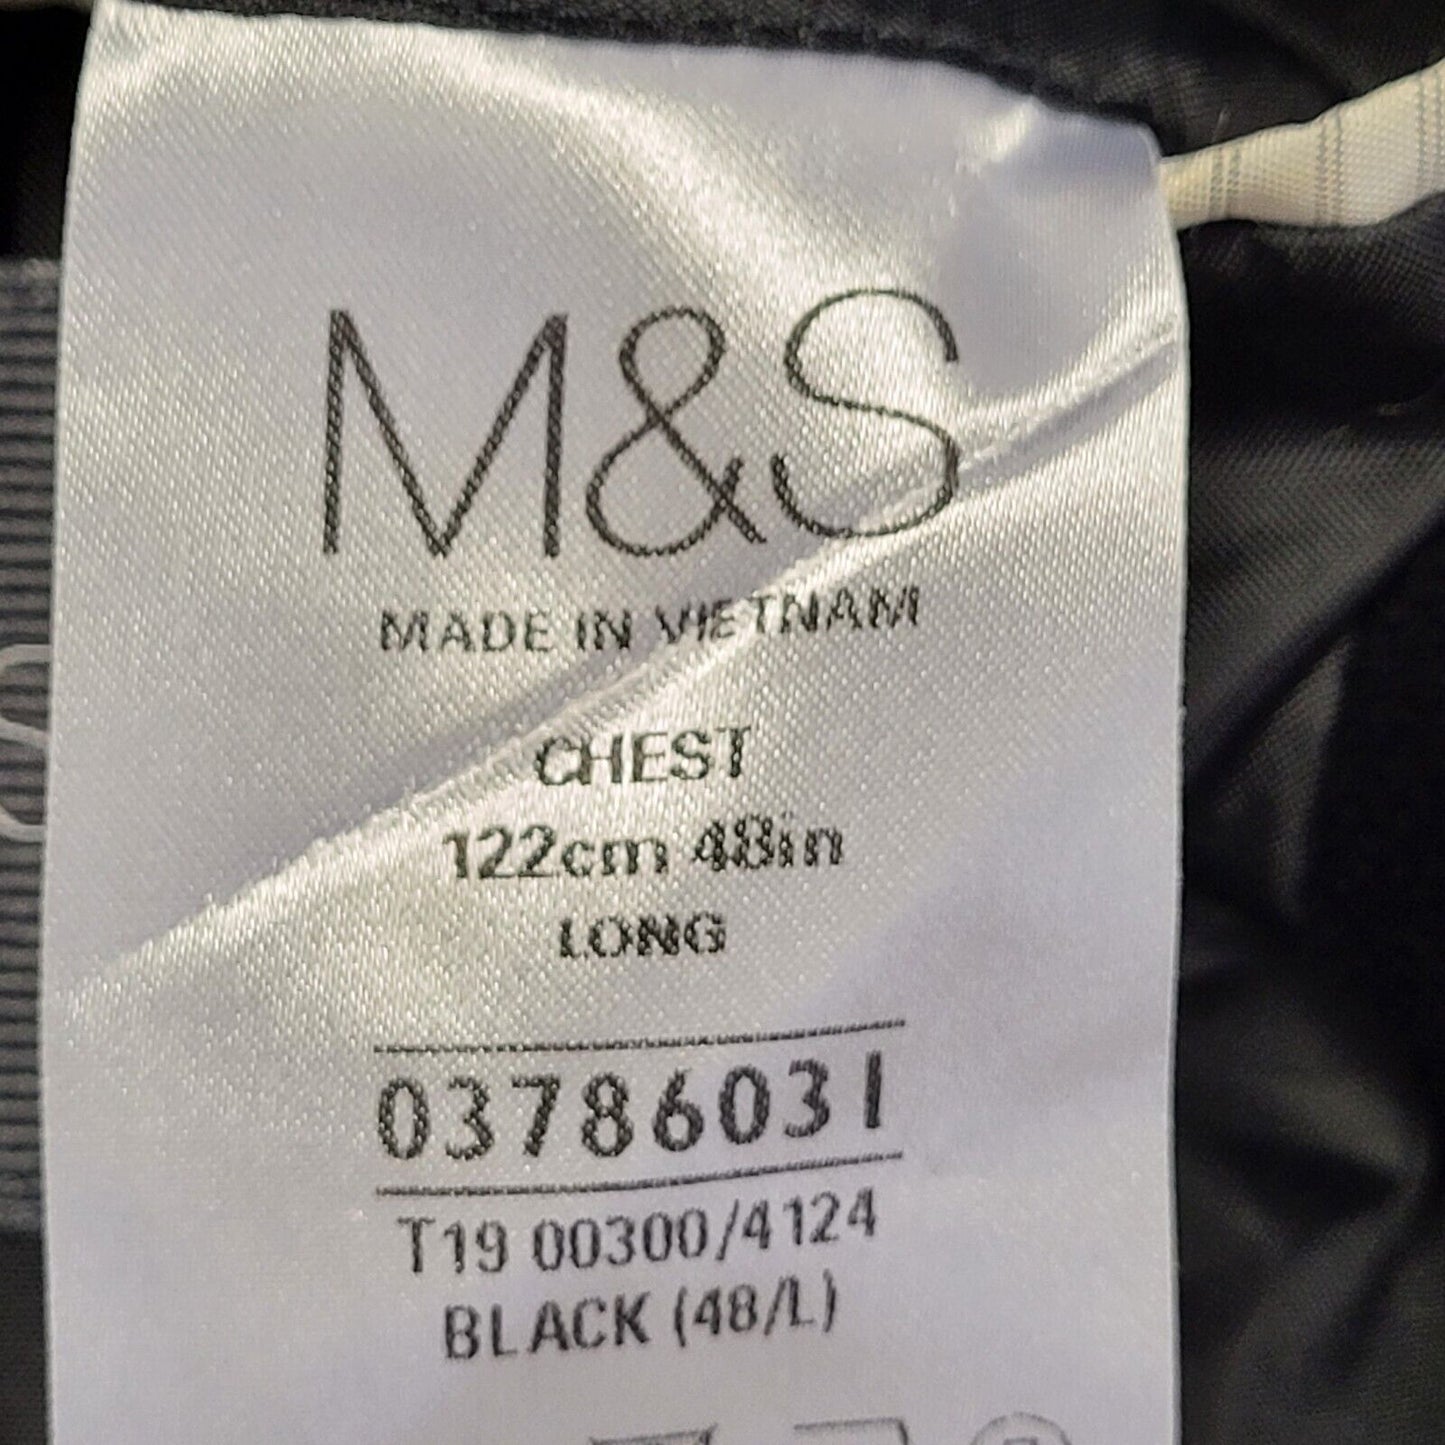 M&S
MADE IN VIETNAM
CHEST
122cm 48in
LONG
03786031
T19 00300/4124
BLACK (48/L)